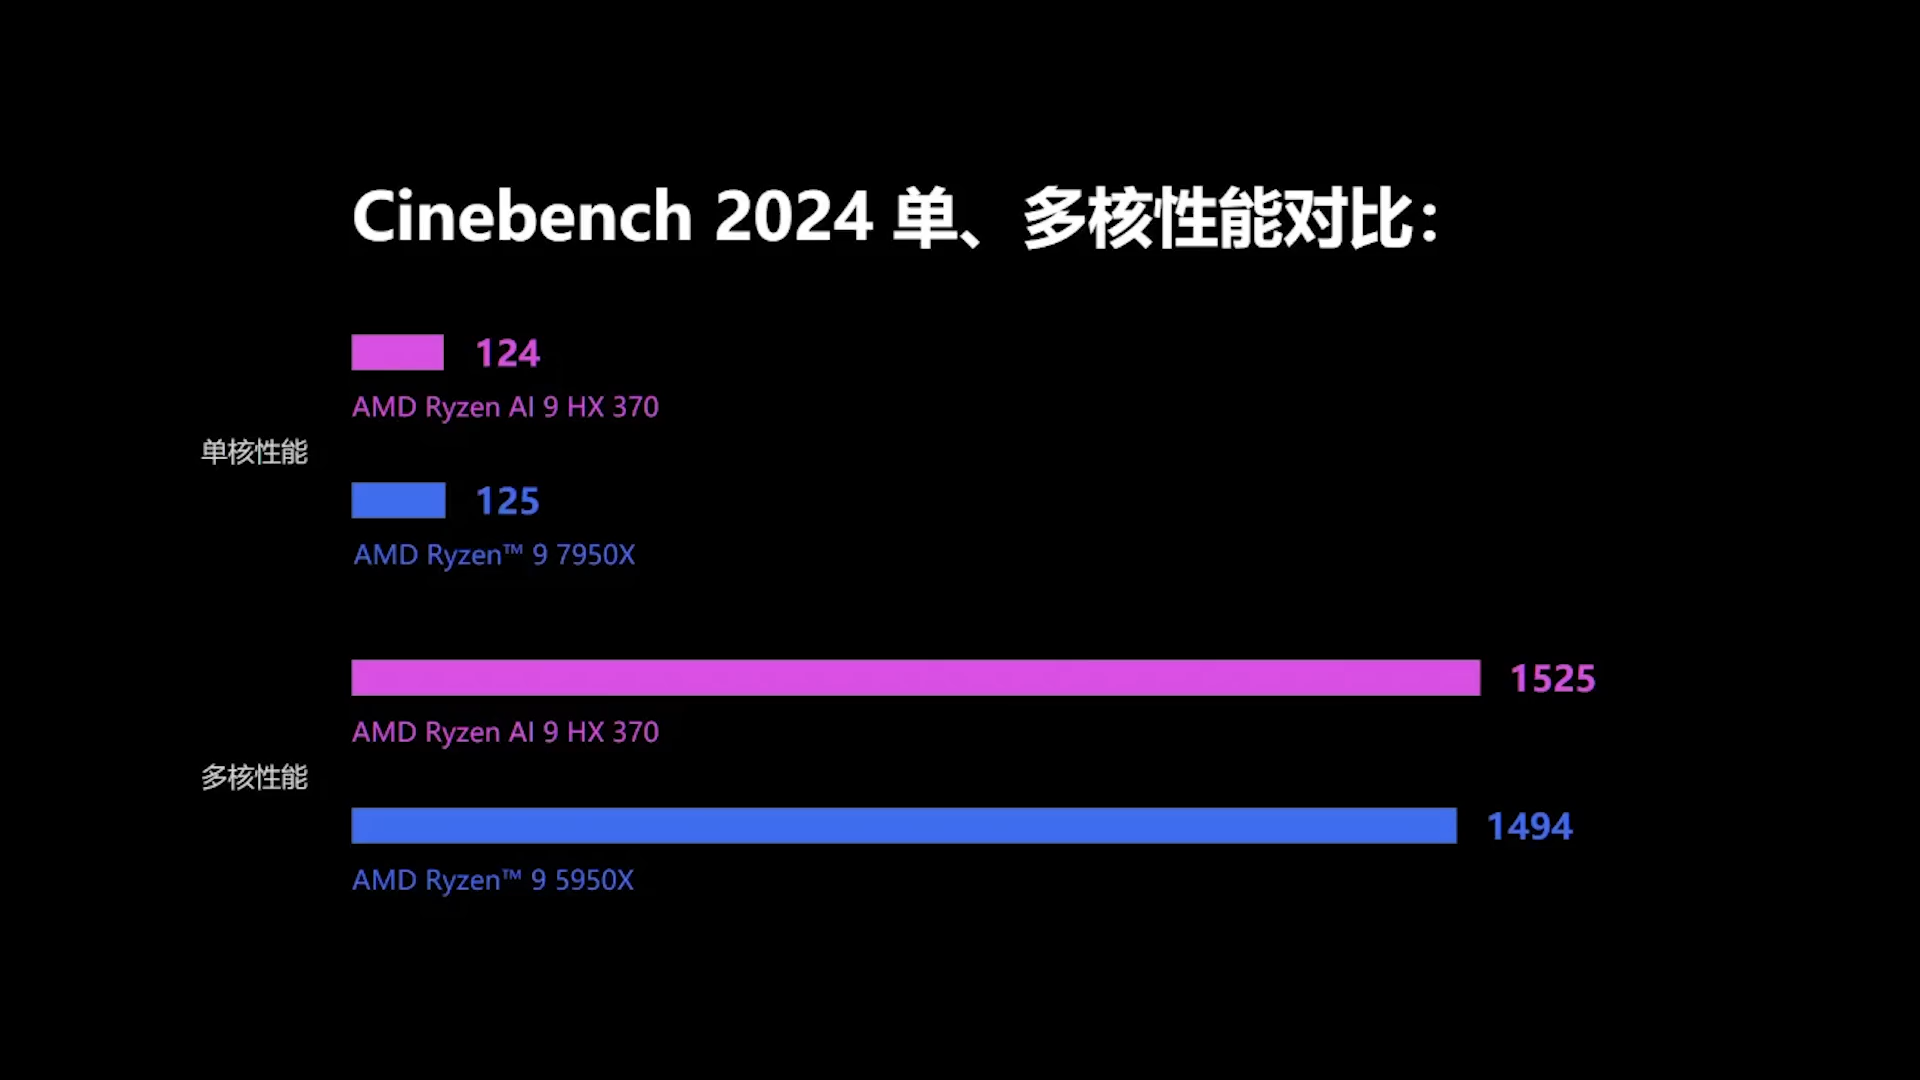 Cinebench 2024 单、多核性能对比：
124
AMD Ryzen AI 9 HX 370
单核性能
125
AMD Ryzen™ 9 7950X
1525
AMD Ryzen AI 9 HX 370
多核性能
1494
AMD Ryzen™ 9 5950X